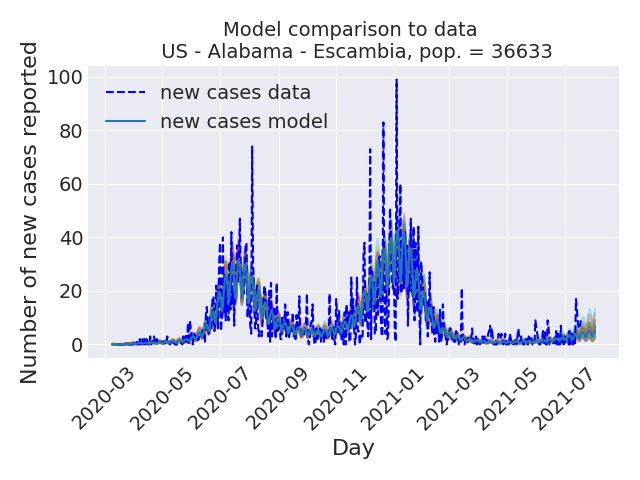 Model comparison to data
US - Alabama - Escambia, pop. = 36633
new cases data
new cases model
Number of new cases reported
100
80
60
40
20
0
2020-03
2020-05
2020-07
2020-09
2020-11
2021-01
2021-03
2021-05
2021-07
Day